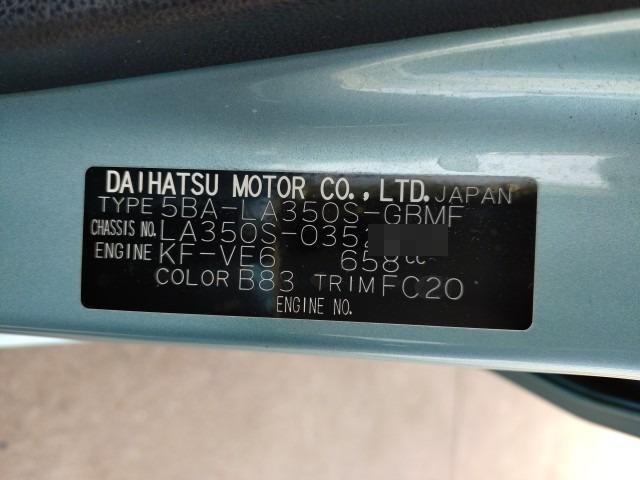 DAIHATSU MOTOR CO., LTD. JAPAN
TYPE 5BA-LA350S-GRMF
CHASSIS NO. LA350S-035
ENGINE KF-VE6 658cc
COLOR B83 TRIM FC20
ENGINE NO.